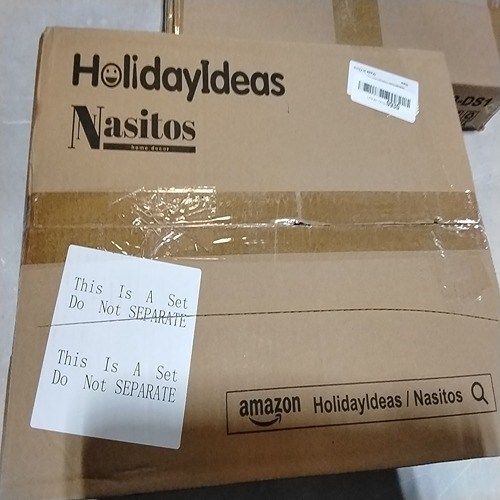 HolidayIdeas
Nasitos
home decor
-DS1
This Is A Set
Do Not SEPARATE
This Is A Set
Do Not SEPARATE
amazon HolidayIdeas / Nasitos